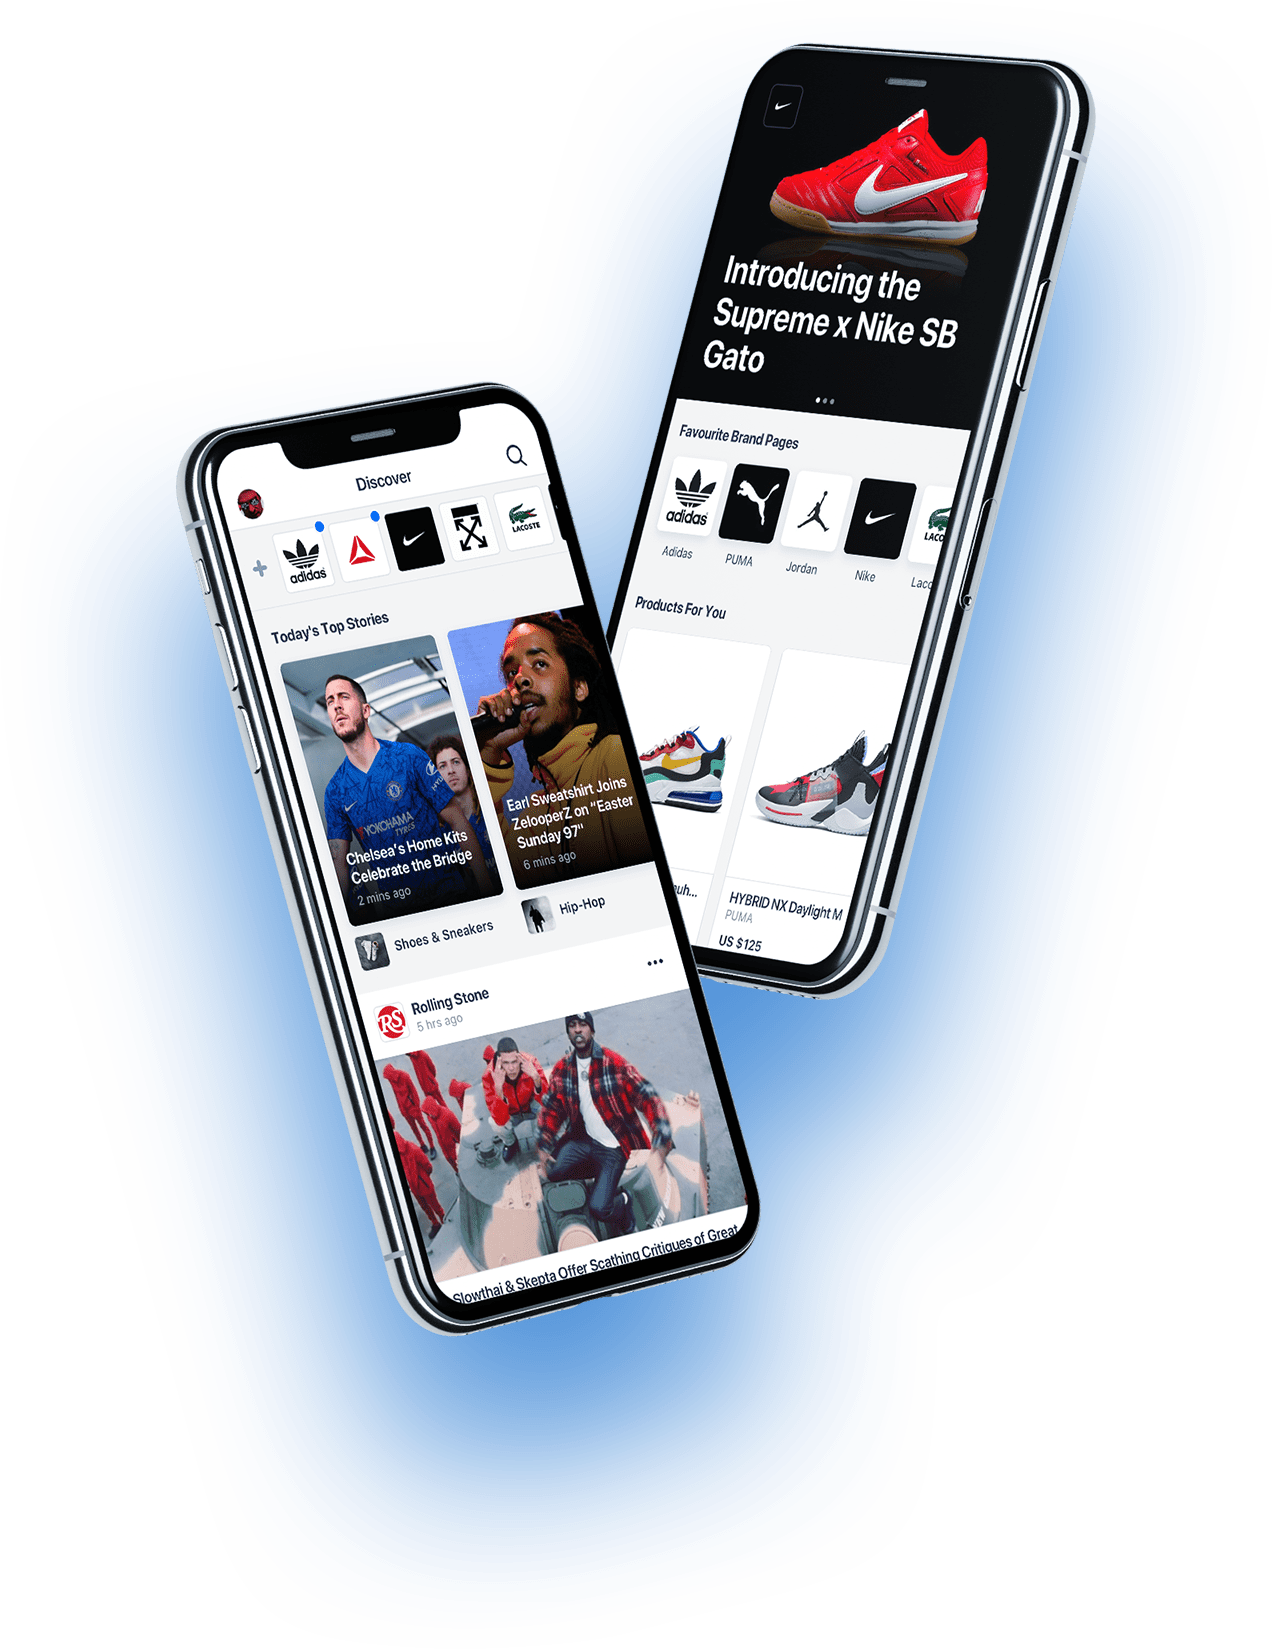 Discover
adidas
LACOSTE
Today's Top Stories
YOKOHAMA
TYRES
Chelsea's Home Kits
Celebrate the Bridge
2 mins ago
Earl Sweatshirt Joins
ZelooperZ on "Easter
Sunday 97"
6 mins ago
Shoes & Sneakers
Hip-Hop
RS
Rolling Stone
5 hrs ago
Slowthai & Skepta Offer Scathing Critiques of Great
Introducing the
Supreme x Nike SB
Gato
Favourite Brand Pages
adidas
LACO
Adidas
PUMA
Jordan
Nike
Laco
Products For You
uh...
HYBRID NX Daylight M
PUMA
US $125